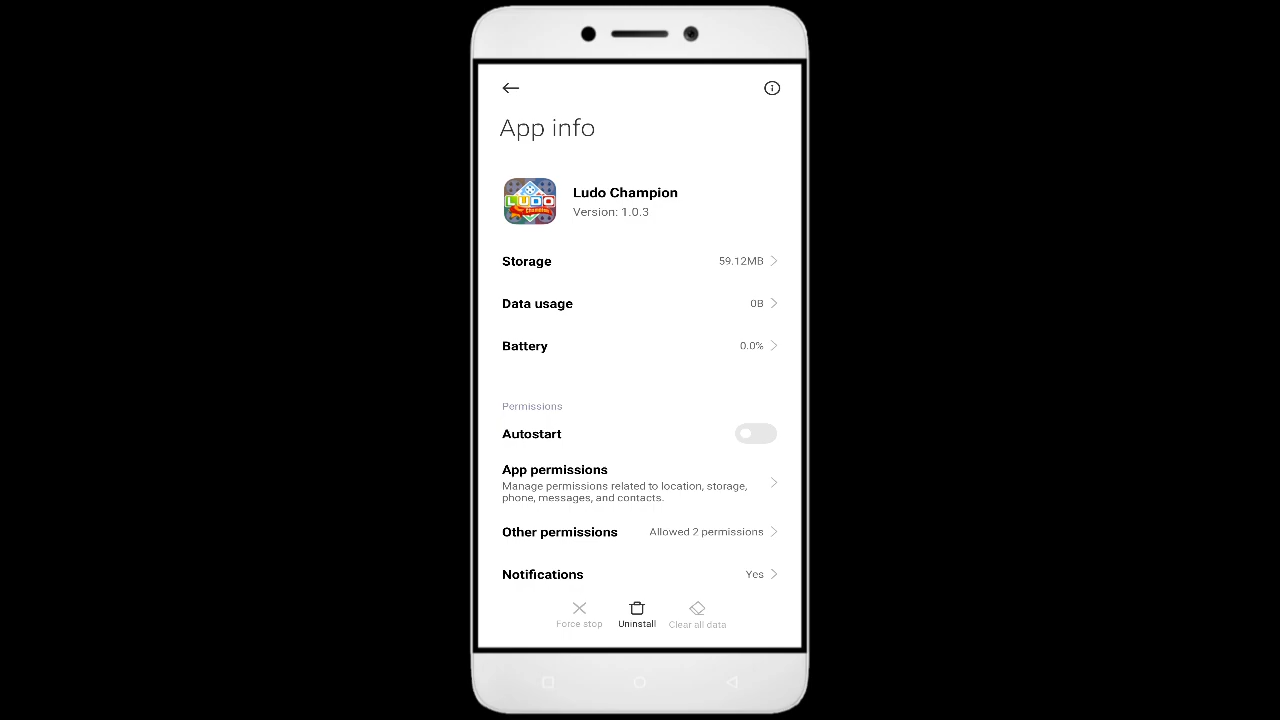 App info
LUDO
Champion
Ludo Champion
Version: 1.0.3
Storage 59.12MB
Data usage 0B
Battery 0.0%
Permissions
Autostart
App permissions
Manage permissions related to location, storage,
phone, messages, and contacts.
Other permissions Allowed 2 permissions
Notifications Yes
Force stop Uninstall Clear all data